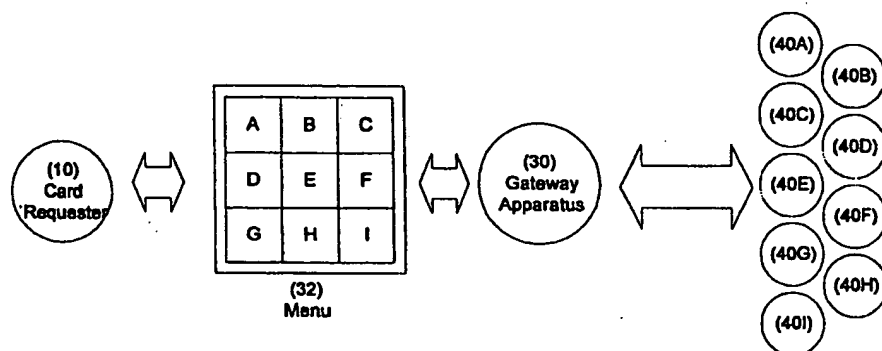 (10)
Card
Requester
A B C
D E F
G H I
(32)
Menu
(30)
Gateway
Apparatus
(40A)
(40B)
(40C)
(40D)
(40E)
(40F)
(40G)
(40H)
(40I)